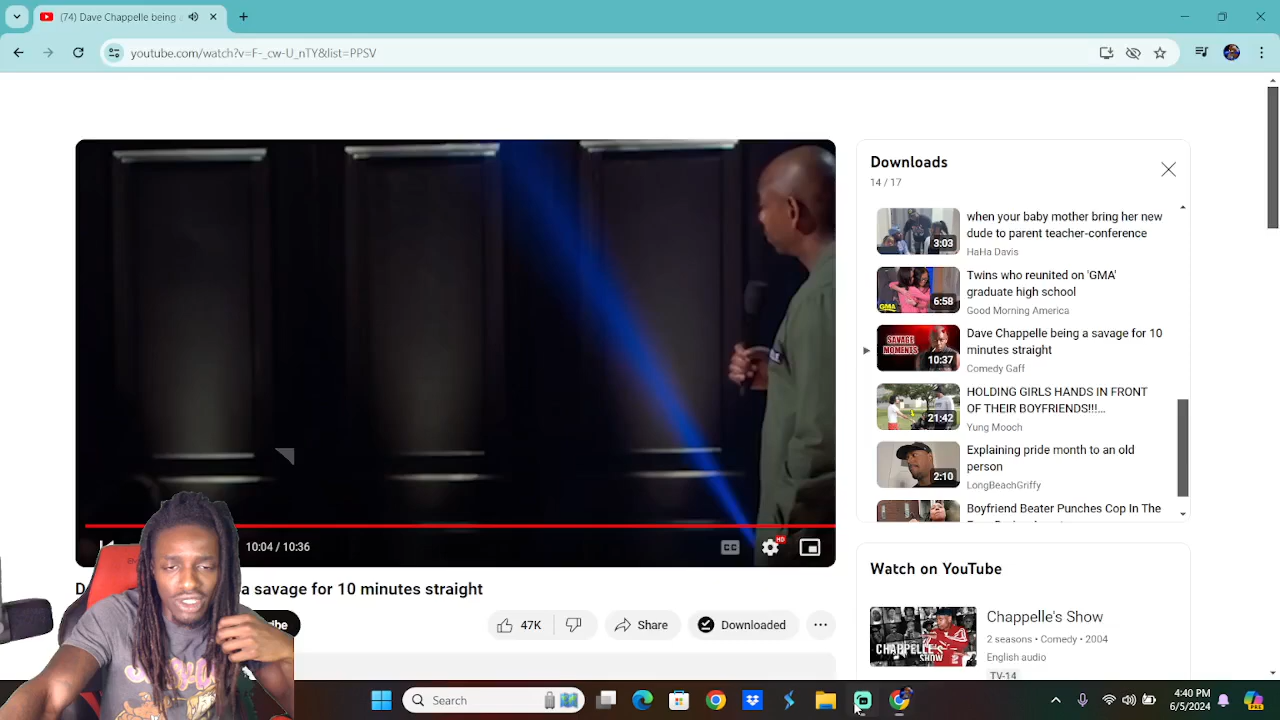 (74) Dave Chappelle being
youtube.com/watch?v=F-_cw-U_nTY&list=PPSV
Downloads
14 / 17
when your baby mother bring her new
dude to parent teacher-conference
3:03
HaHa Davis
Twins who reunited on 'GMA'
graduate high school
GMA
6:58
Good Morning America
Dave Chappelle being a savage for 10
minutes straight
SAVAGE
MOMENTS
10:37
Comedy Gaff
HOLDING GIRLS HANDS IN FRONT
OF THEIR BOYFRIENDS!!!...
21:42
Yung Mooch
Explaining pride month to an old
person
2:10
LongBeachGriffy
Boyfriend Beater Punches Cop In The
10:04 / 10:36
CC
HD
D
a savage for 10 minutes straight
be
47K
Share
Downloaded
Watch on YouTube
Chappelle's Show
2 seasons • Comedy • 2004
English audio
TV-14
CHAPPELLE'S
SHOW
Search
4:40 PM
6/5/2024